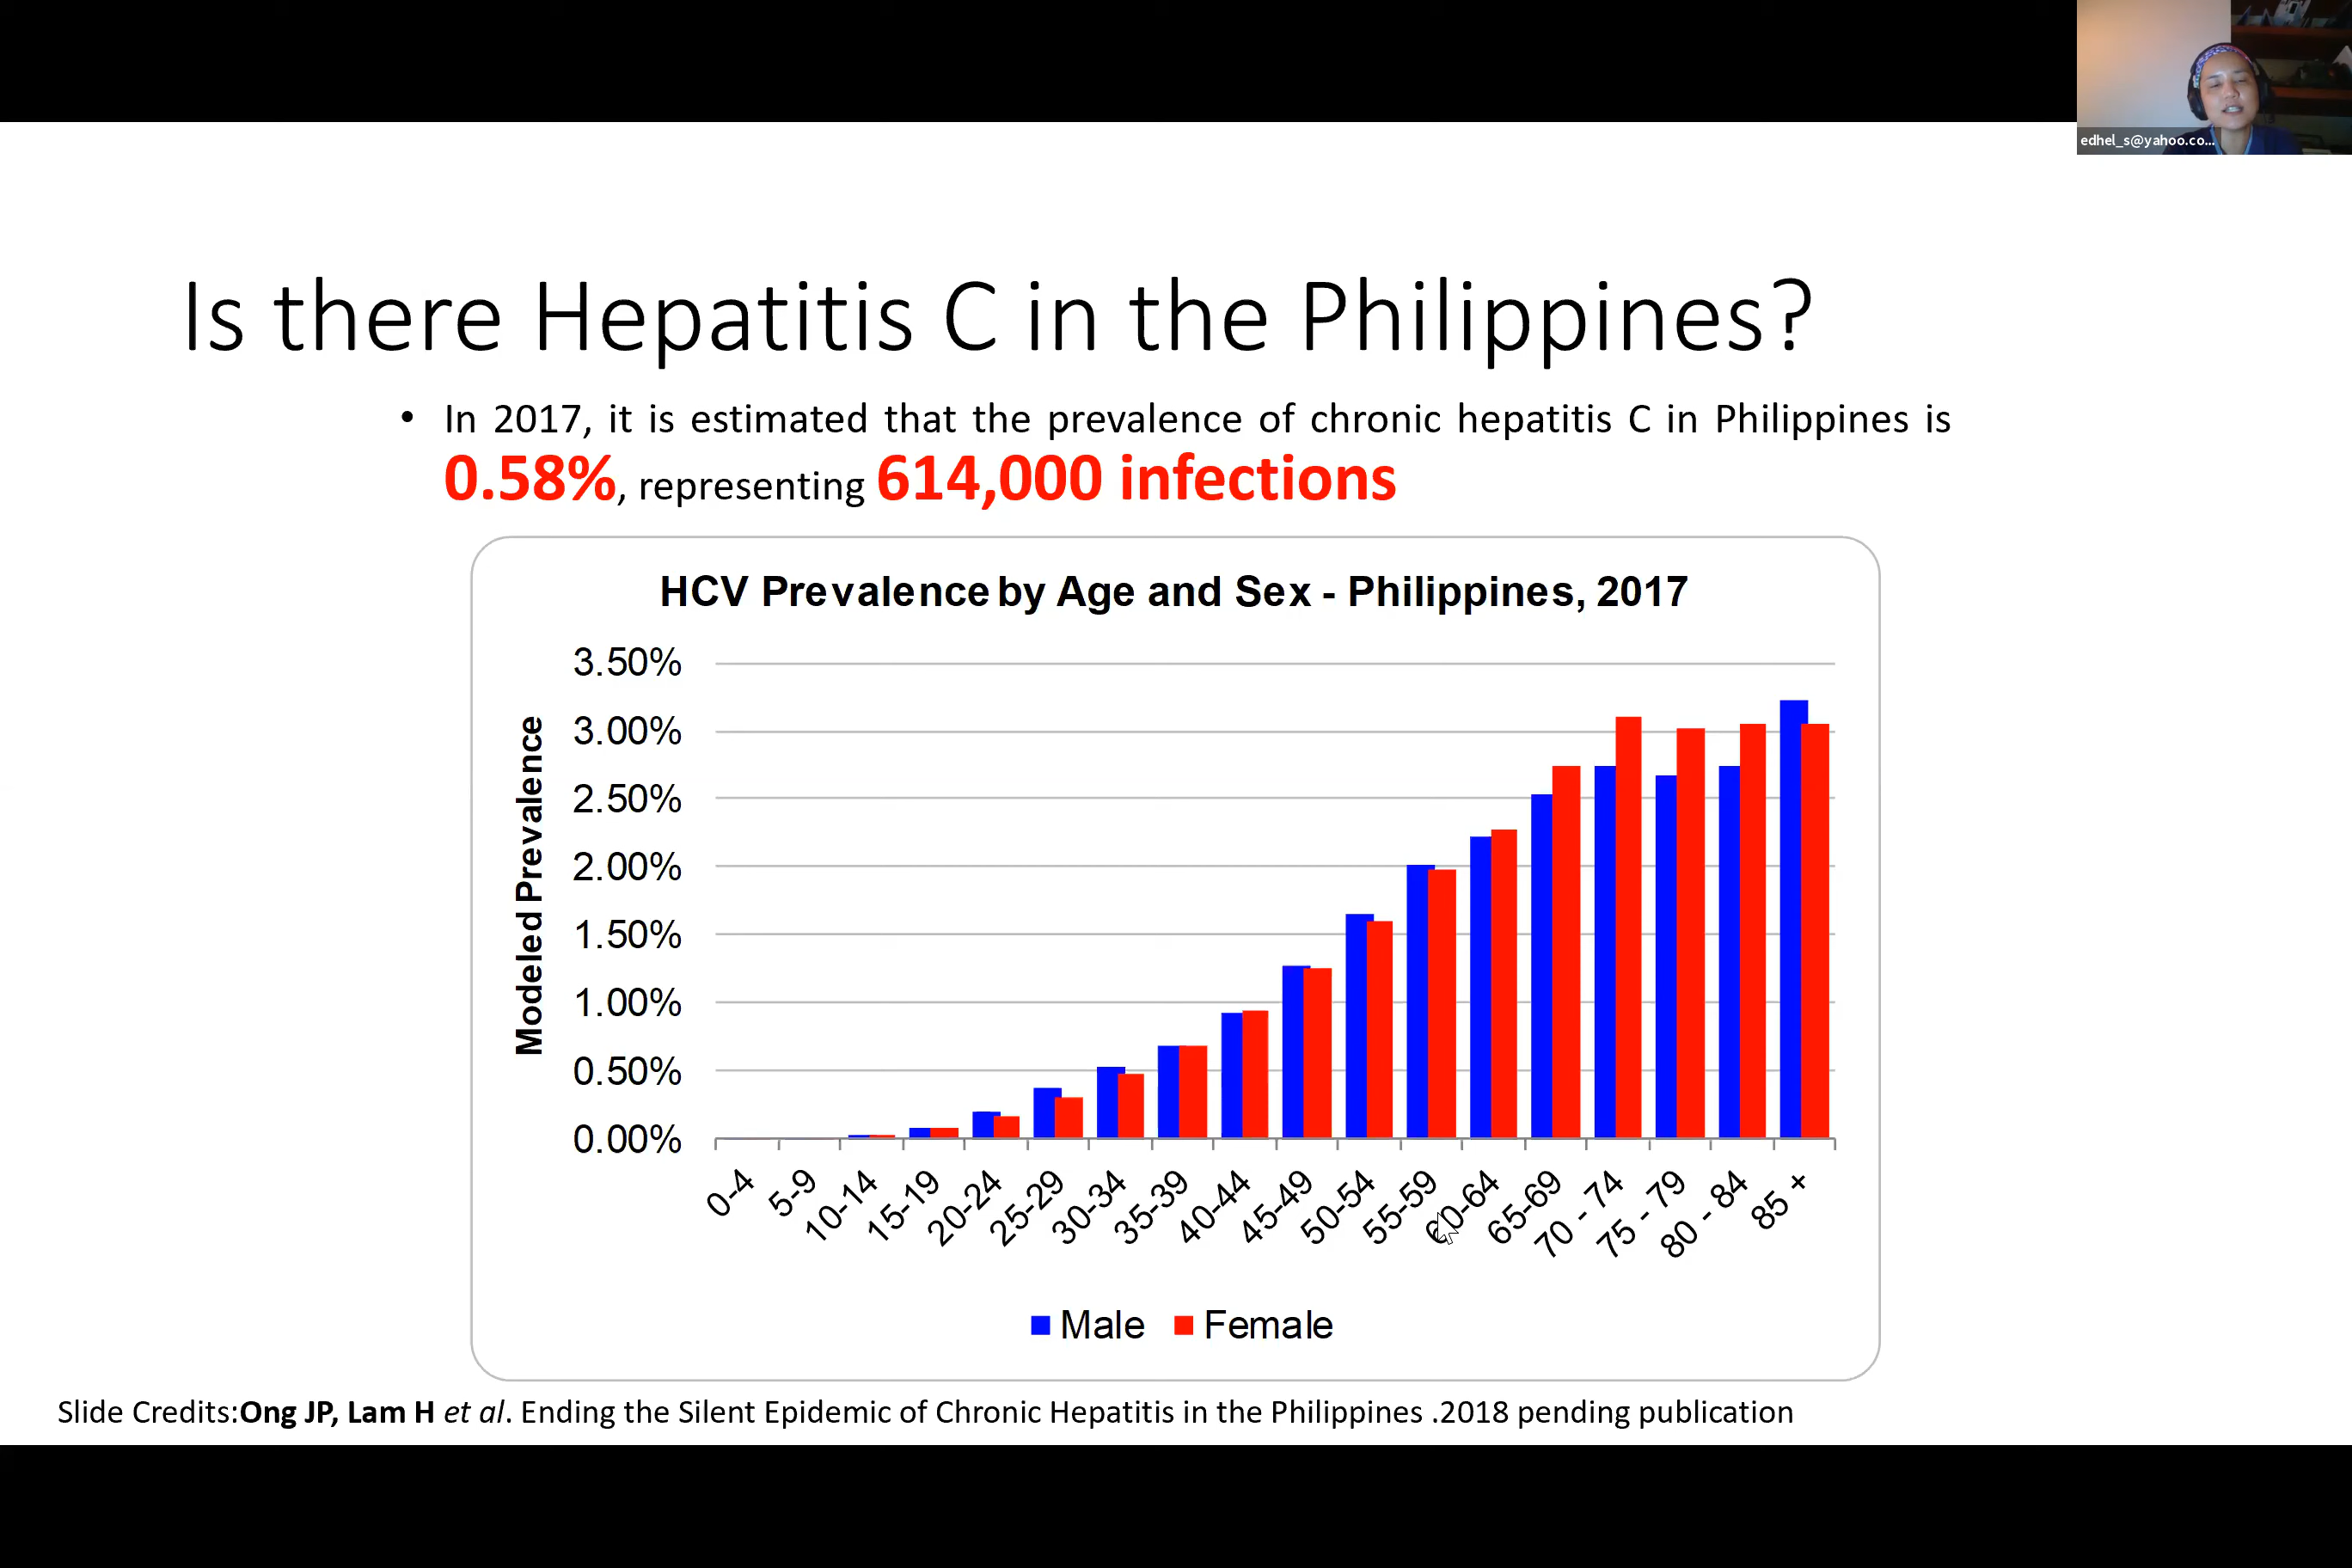 edhel_s@yahoo.co...
Is there Hepatitis C in the Philippines?
• In 2017, it is estimated that the prevalence of chronic hepatitis C in Philippines is
0.58%, representing 614,000 infections
HCV Prevalence by Age and Sex - Philippines, 2017
Modeled Prevalence
3.50%
3.00%
2.50%
2.00%
1.50%
1.00%
0.50%
0.00%
0-4
5-9
10-14
15-19
20-24
25-29
30-34
35-39
40-44
45-49
50-54
55-59
60-64
65-69
70 - 74
75 - 79
80 - 84
85 +
Male Female
Slide Credits:Ong JP, Lam H et al. Ending the Silent Epidemic of Chronic Hepatitis in the Philippines .2018 pending publication